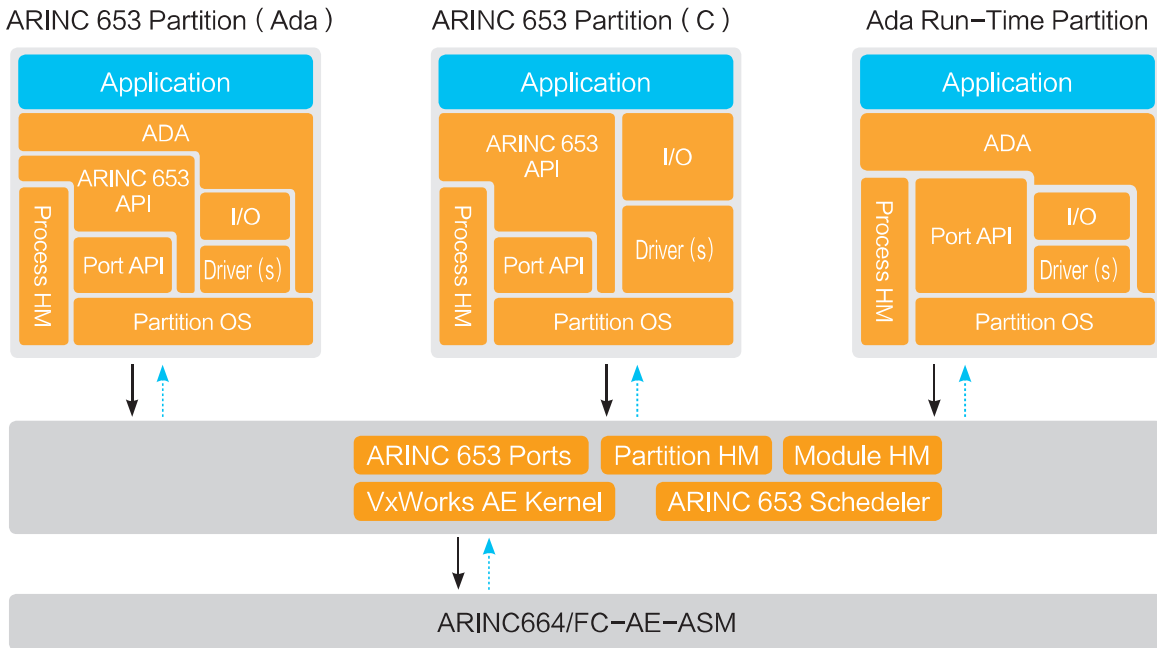 ARINC 653 Partition ( Ada )
Application
ADA
ARINC 653
API
Process HM
Port API
I/O
Driver (s)
Partition OS
ARINC 653 Partition ( C )
Application
ARINC 653
API
I/O
Process HM
Port API
Driver (s)
Partition OS
Ada Run-Time Partition
Application
ADA
Process HM
Port API
I/O
Driver (s)
Partition OS
ARINC 653 Ports
Partition HM
Module HM
VxWorks AE Kernel
ARINC 653 Schedeler
ARINC664/FC-AE-ASM